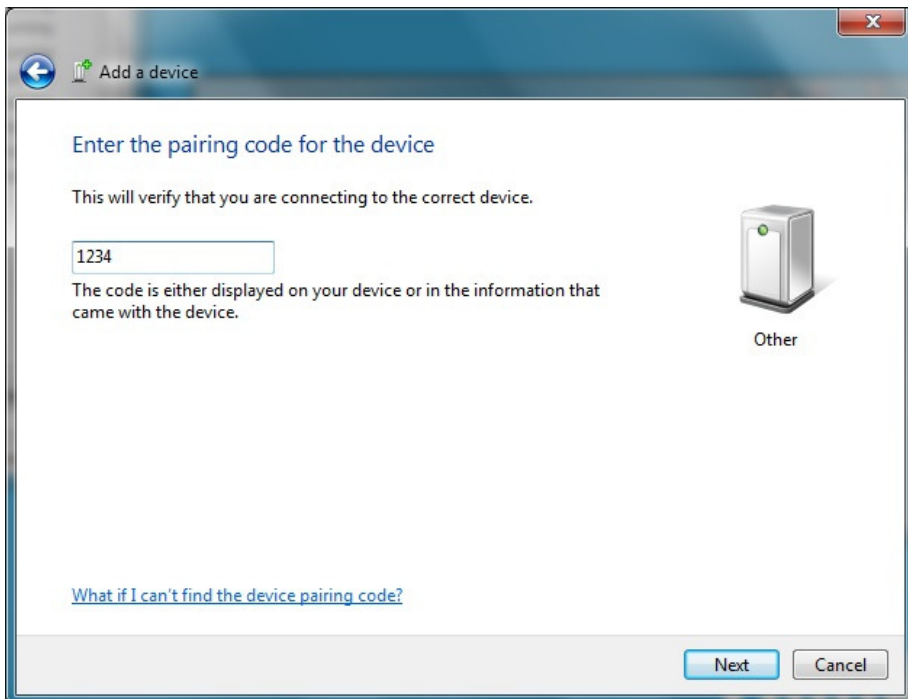 Add a device
Enter the pairing code for the device
This will verify that you are connecting to the correct device.
1234
The code is either displayed on your device or in the information that
came with the device.
Other
What if I can't find the device pairing code?
Next
Cancel